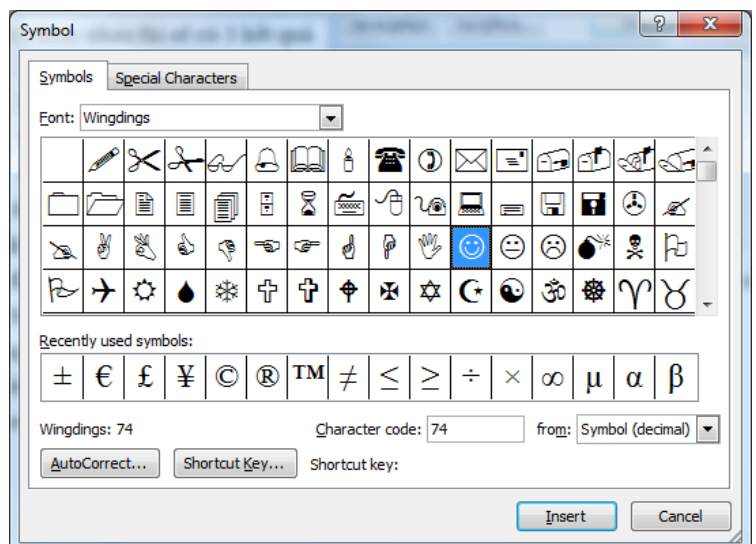 Symbol
Symbols Special Characters
Font: Wingdings
Recently used symbols:
± € £ ¥ © ® ™ ≠ ≤ ≥ ÷ × ∞ µ α β
Wingdings: 74 Character code: 74 from: Symbol (decimal)
AutoCorrect... Shortcut Key... Shortcut key:
Insert Cancel